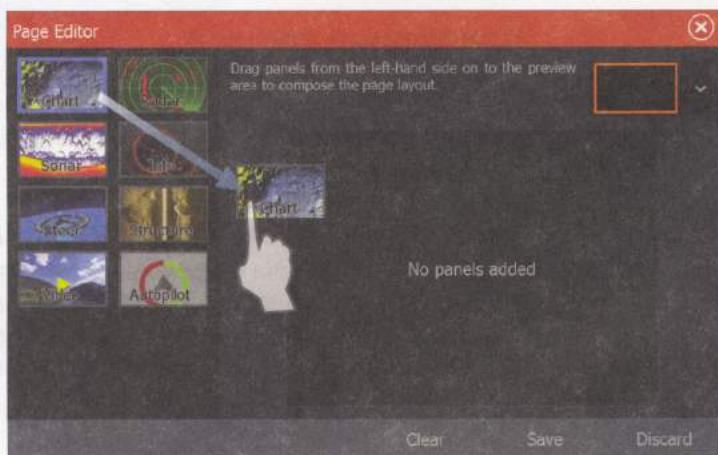 Page Editor
Drag panels from the left-hand side on to the preview
area to compose the page layout.
Chart
Radar
Sonar
Info
Steer
Structure
Video
Autopilot
Chart
No panels added
Clear Save Discard